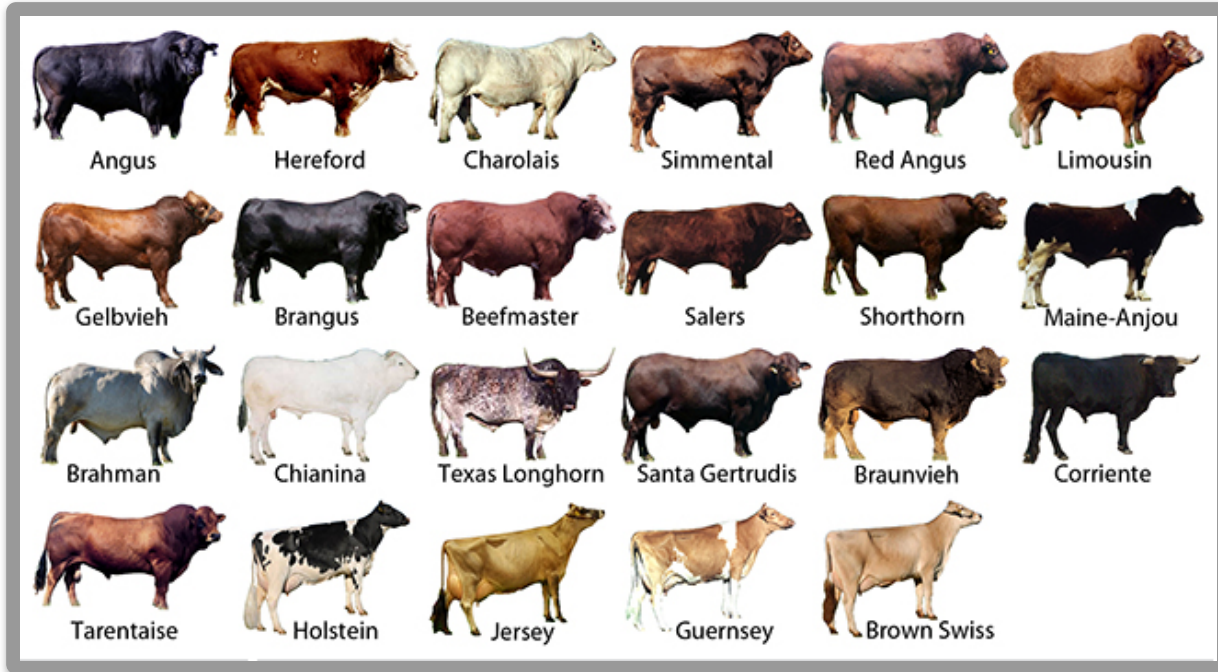 Angus Hereford Charolais Simmental Red Angus Limousin
Gelbvieh Brangus Beefmaster Salers Shorthorn Maine-Anjou
Brahman Chianina Texas Longhorn Santa Gertrudis Braunvieh Corriente
Tarentaise Holstein Jersey Guernsey Brown Swiss